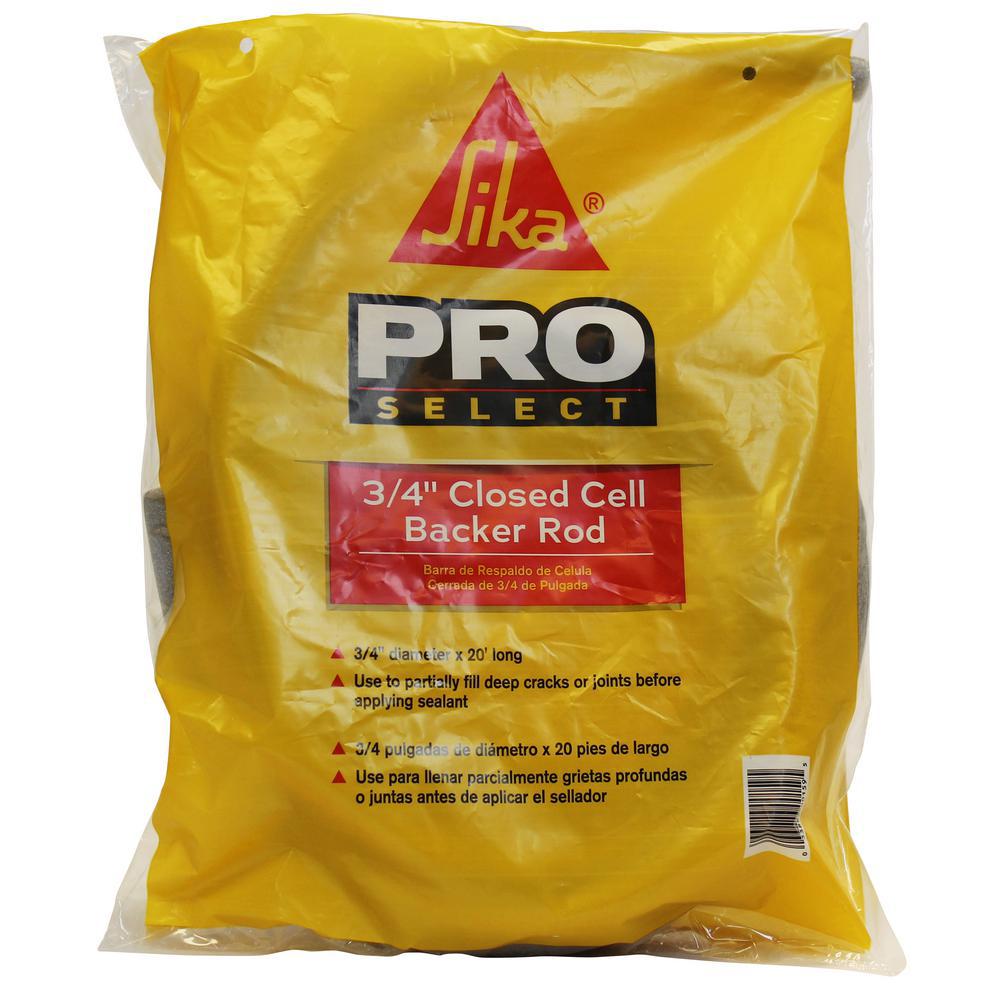 Sika ®
PRO
SELECT
3/4" Closed Cell
Backer Rod
Barra de Respaldo de Celula
Cerrada de 3/4 de Pulgada
3/4" diameter x 20' long
Use to partially fill deep cracks or joints before
applying sealant
3/4 pulgadas de diámetro x 20 pies de largo
Use para llenar parcialmente grietas profundas
o juntas antes de aplicar el sellador